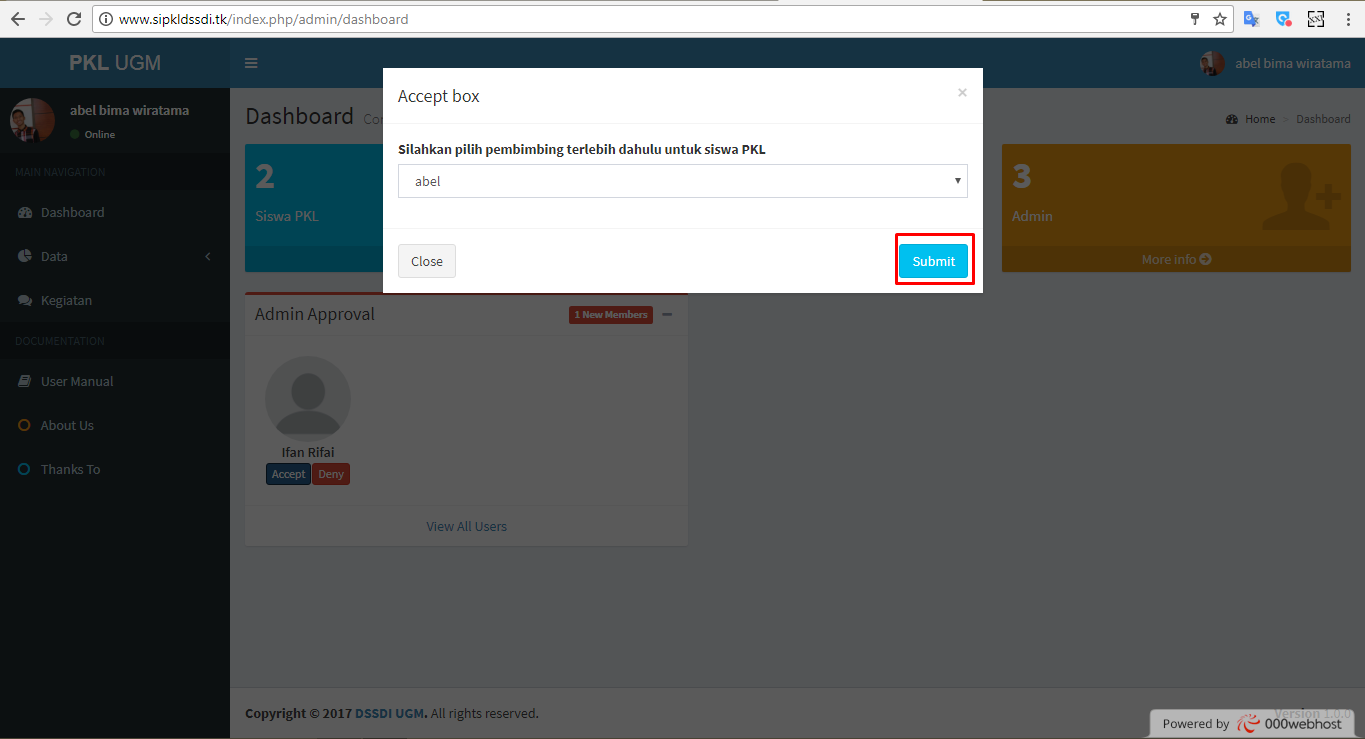 www.sipkldssdi.tk/index.php/admin/dashboard
PKL UGM
abel bima wiratama
abel bima wiratama
Online
MAIN NAVIGATION
Dashboard
Data
Kegiatan
DOCUMENTATION
User Manual
About Us
Thanks To
Accept box
×
Silahkan pilih pembimbing terlebih dahulu untuk siswa PKL
abel
Close
Submit
Dashboard
Home > Dashboard
2
Siswa PKL
3
Admin
More info
Admin Approval
1 New Members
Ifan Rifai
Accept Deny
View All Users
Copyright © 2017 DSSDI UGM. All rights reserved.
Version 1.0.0
Powered by 000webhost